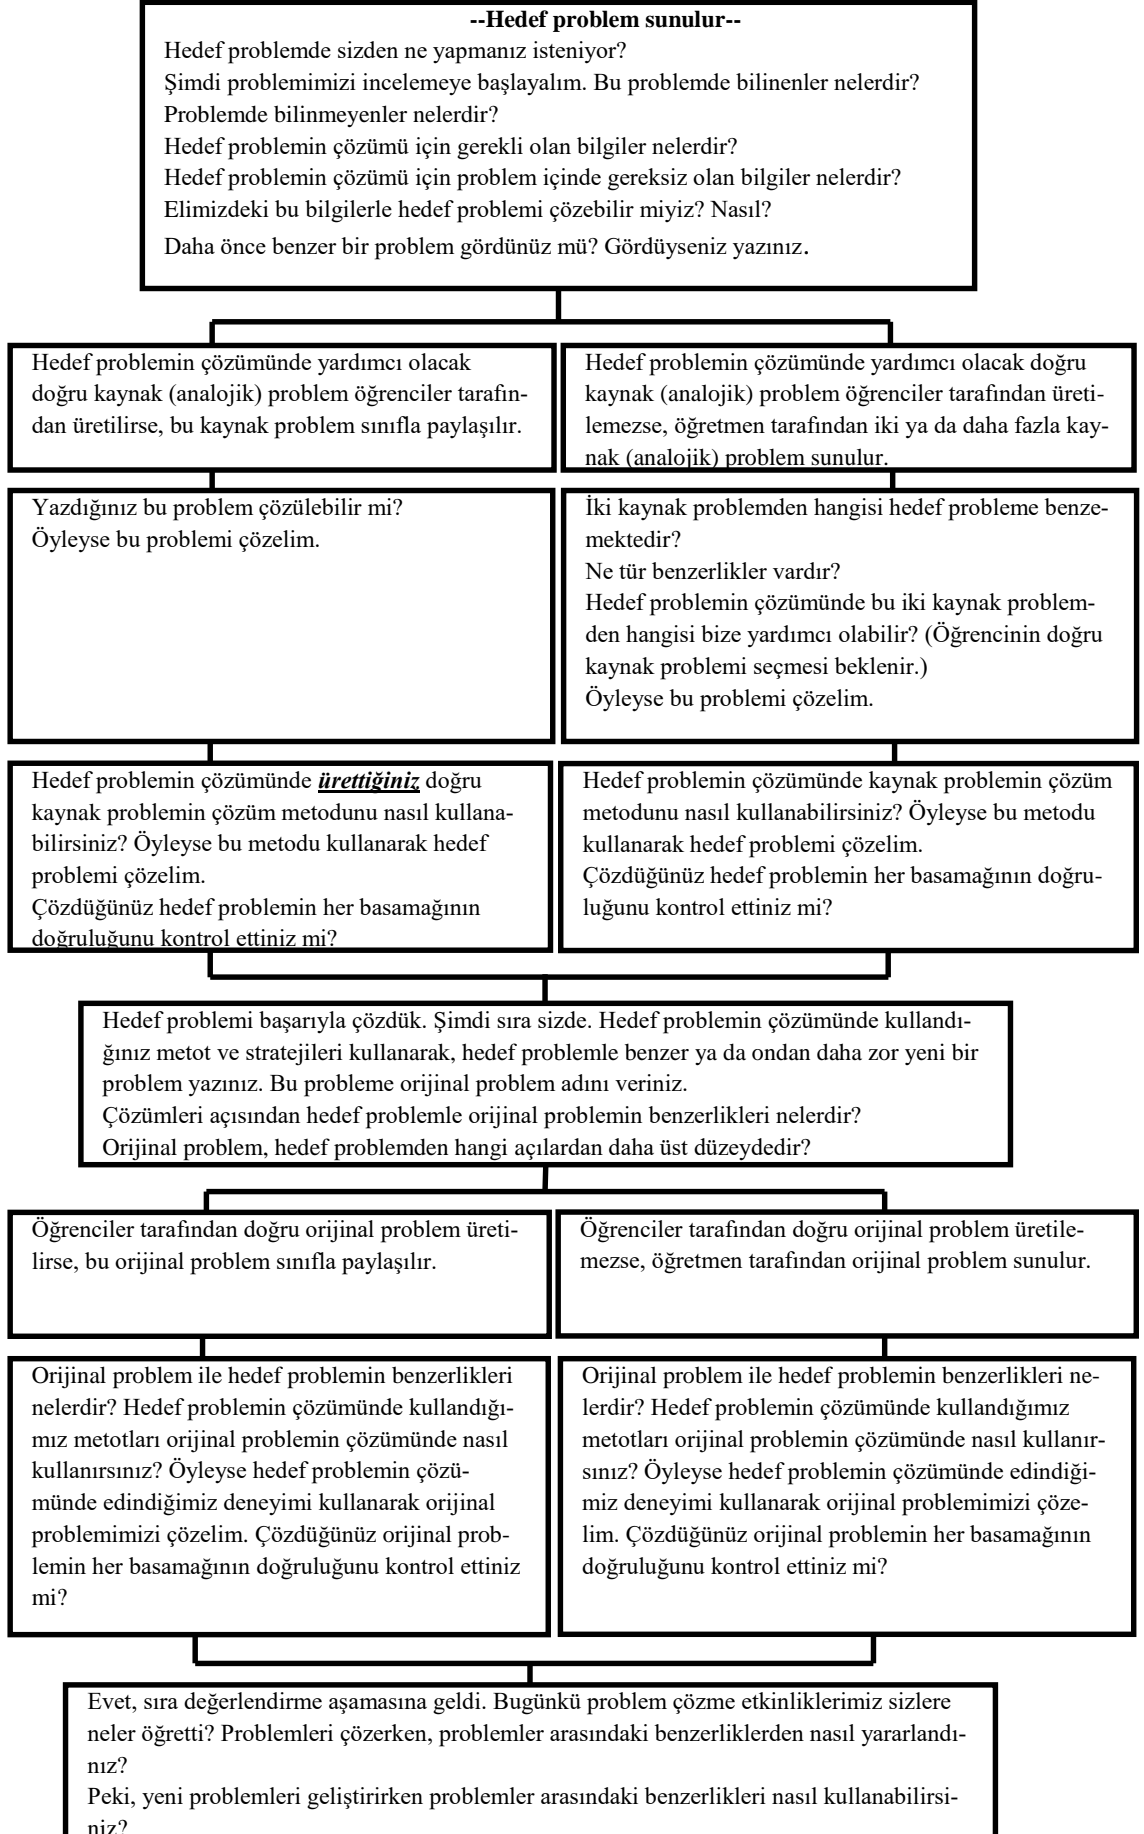 --Hedef problem sunulur--
Hedef problemde sizden ne yapmanız isteniyor?
Şimdi problemimizi incelemeye başlayalım. Bu problemde bilinenler nelerdir?
Problemde bilinmeyenler nelerdir?
Hedef problemin çözümü için gerekli olan bilgiler nelerdir?
Hedef problemin çözümü için problem içinde gereksiz olan bilgiler nelerdir?
Elimizdeki bu bilgilerle hedef problemi çözebilir miyiz? Nasıl?
Daha önce benzer bir problem gördünüz mü? Gördüyseniz yazınız.
Hedef problemin çözümünde yardımcı olacak
doğru kaynak (analojik) problem öğrenciler tarafın-
dan üretilirse, bu kaynak problem sınıfla paylaşılır.
Hedef problemin çözümünde yardımcı olacak doğru
kaynak (analojik) problem öğrenciler tarafından üreti-
lemezse, öğretmen tarafından iki ya da daha fazla kay-
nak (analojik) problem sunulur.
Yazdığınız bu problem çözülebilir mi?
Öyleyse bu problemi çözelim.
İki kaynak problemden hangisi hedef probleme benze-
mektedir?
Ne tür benzerlikler vardır?
Hedef problemin çözümünde bu iki kaynak problem-
den hangisi bize yardımcı olabilir? (Öğrencinin doğru
kaynak problemi seçmesi beklenir.)
Öyleyse bu problemi çözelim.
Hedef problemin çözümünde ürettiğiniz doğru
kaynak problemin çözüm metodunu nasıl kullana-
bilirsiniz? Öyleyse bu metodu kullanarak hedef
problemi çözelim.
Çözdüğünüz hedef problemin her basamağının
doğruluğunu kontrol ettiniz mi?
Hedef problemin çözümünde kaynak problemin çözüm
metodunu nasıl kullanabilirsiniz? Öyleyse bu metodu
kullanarak hedef problemi çözelim.
Çözdüğünüz hedef problemin her basamağının doğru-
luğunu kontrol ettiniz mi?
Hedef problemi başarıyla çözdük. Şimdi sıra sizde. Hedef problemin çözümünde kullandı-
ğınız metot ve stratejileri kullanarak, hedef problemle benzer ya da ondan daha zor yeni bir
problem yazınız. Bu probleme orijinal problem adını veriniz.
Çözümleri açısından hedef problemle orijinal problemin benzerlikleri nelerdir?
Orijinal problem, hedef problemden hangi açılardan daha üst düzeydedir?
Öğrenciler tarafından doğru orijinal problem üreti-
lirse, bu orijinal problem sınıfla paylaşılır.
Öğrenciler tarafından doğru orijinal problem üretile-
mezse, öğretmen tarafından orijinal problem sunulur.
Orijinal problem ile hedef problemin benzerlikleri
nelerdir? Hedef problemin çözümünde kullandığı-
mız metotları orijinal problemin çözümünde nasıl
kullanırsınız? Öyleyse hedef problemin çözü-
münde edindiğimiz deneyimi kullanarak orijinal
problemimizi çözelim. Çözdüğünüz orijinal prob-
lemin her basamağının doğruluğunu kontrol ettiniz
mi?
Orijinal problem ile hedef problemin benzerlikleri ne-
lerdir? Hedef problemin çözümünde kullandığımız
metotları orijinal problemin çözümünde nasıl kullanır-
sınız? Öyleyse hedef problemin çözümünde edindiği-
miz deneyimi kullanarak orijinal problemimizi çöze-
lim. Çözdüğünüz orijinal problemin her basamağının
doğruluğunu kontrol ettiniz mi?
Evet, sıra değerlendirme aşamasına geldi. Bugünkü problem çözme etkinliklerimiz sizlere
neler öğretti? Problemleri çözerken, problemler arasındaki benzerliklerden nasıl yararlandı-
nız?
Peki, yeni problemleri geliştirirken problemler arasındaki benzerlikleri nasıl kullanabilirsi-
niz?